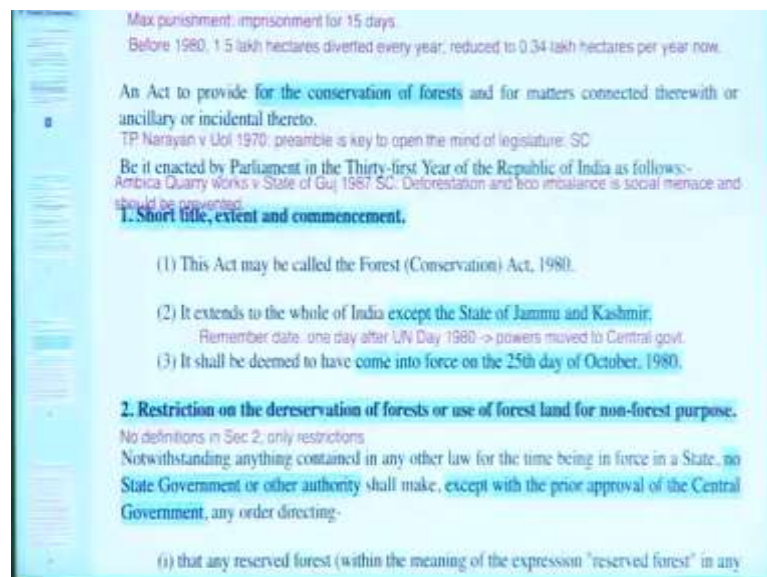 Max punishment: imprisonment for 15 days.
Before 1980, 1.5 lakh hectares diverted every year; reduced to 0.34 lakh hectares per year now.
An Act to provide for the conservation of forests and for matters connected therewith or
ancillary or incidental thereto.
TP Narayan v UoI 1970: preamble is key to open the mind of legislature: SC
Be it enacted by Parliament in the Thirty-first Year of the Republic of India as follows:-
Ambica Quarry works v State of Guj 1987 SC: Deforestation and eco imbalance is social menace and
should be prevented
1. Short title, extent and commencement.
(1) This Act may be called the Forest (Conservation) Act, 1980.
(2) It extends to the whole of India except the State of Jammu and Kashmir.
Remember date, one day after UN Day 1980 -> powers moved to Central govt.
(3) It shall be deemed to have come into force on the 25th day of October, 1980.
2. Restriction on the dereservation of forests or use of forest land for non-forest purpose.
No definitions in Sec 2, only restrictions
Notwithstanding anything contained in any other law for the time being in force in a State, no
State Government or other authority shall make, except with the prior approval of the Central
Government, any order directing-
(i) that any reserved forest (within the meaning of the expression "reserved forest" in any